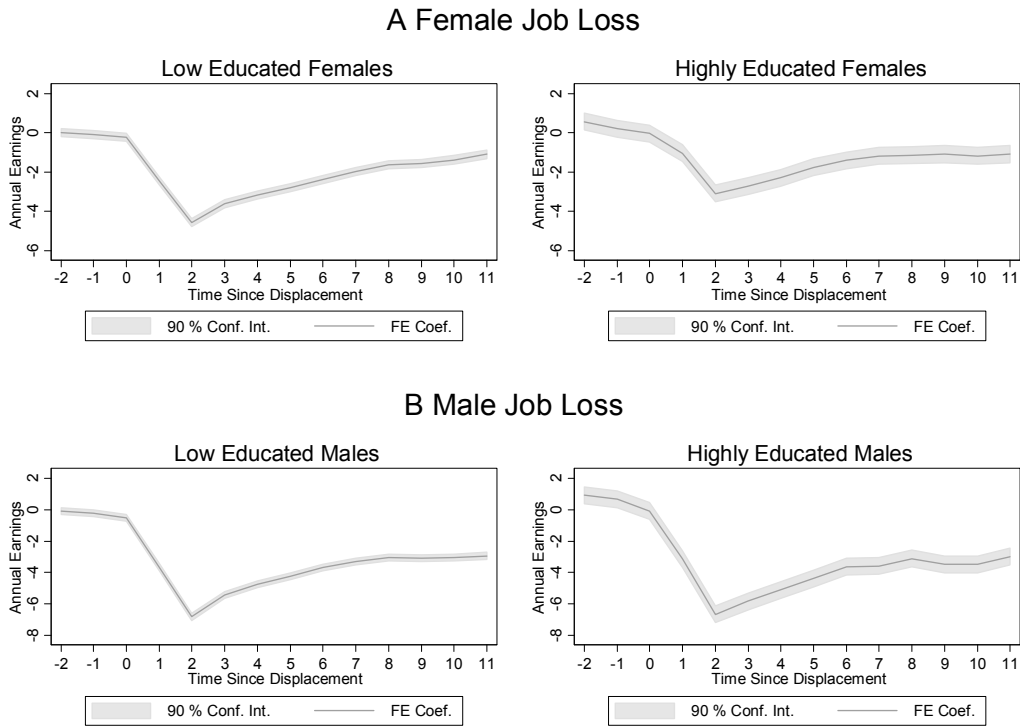 A Female Job Loss
Low Educated Females
Annual Earnings
2
0
-2
-4
-6
-2 -1 0 1 2 3 4 5 6 7 8 9 10 11
Time Since Displacement
90 % Conf. Int. FE Coef.
Highly Educated Females
Annual Earnings
2
0
-2
-4
-6
-2 -1 0 1 2 3 4 5 6 7 8 9 10 11
Time Since Displacement
90 % Conf. Int. FE Coef.
B Male Job Loss
Low Educated Males
Annual Earnings
2
0
-2
-4
-6
-8
-2 -1 0 1 2 3 4 5 6 7 8 9 10 11
Time Since Displacement
90 % Conf. Int. FE Coef.
Highly Educated Males
Annual Earnings
2
0
-2
-4
-6
-8
-2 -1 0 1 2 3 4 5 6 7 8 9 10 11
Time Since Displacement
90 % Conf. Int. FE Coef.